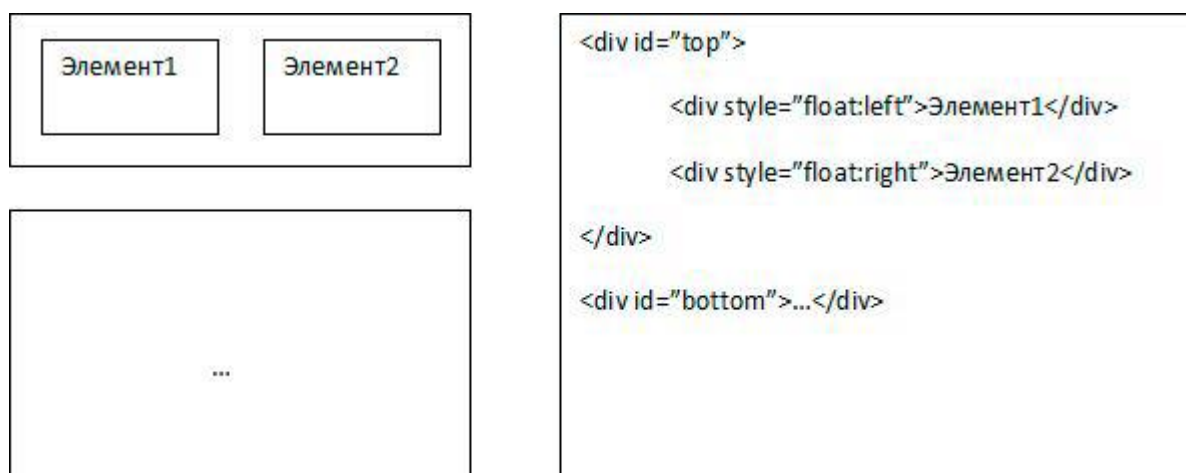 Элемент1
Элемент2
...
<div id="top">
<div style="float:left">Элемент1</div>
<div style="float:right">Элемент2</div>
</div>
<div id="bottom">...</div>